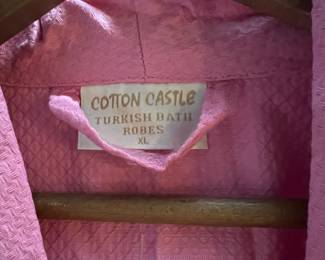 COTTON CASTLE
TURKISH BATH
ROBES
XL